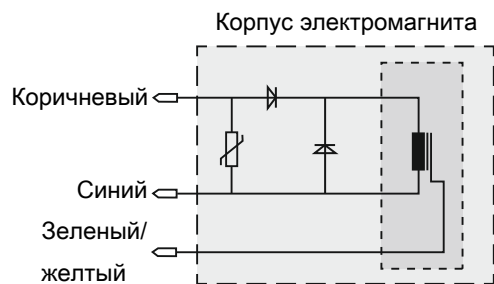 Корпус электромагнита
Коричневый
Синий
Зеленый/
желтый